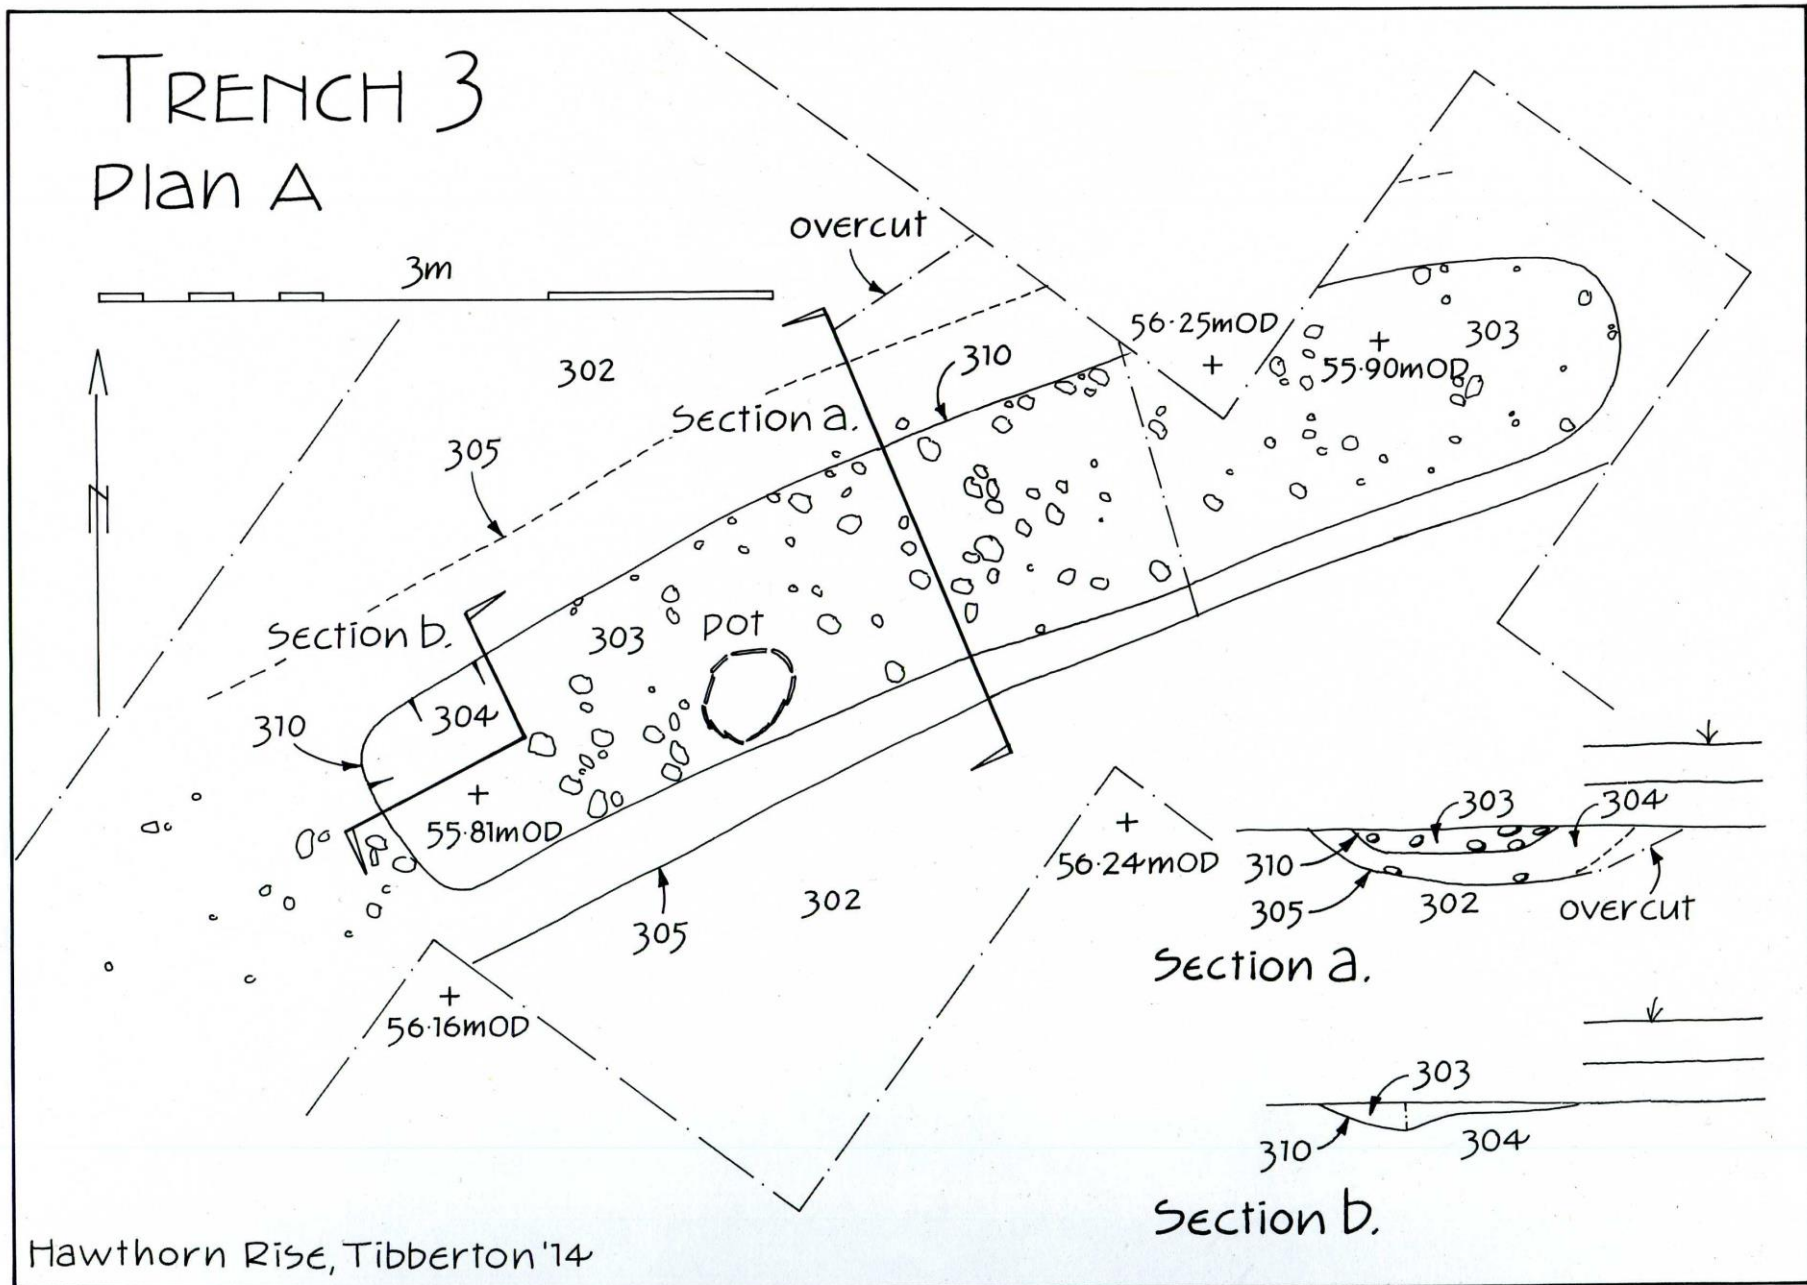 TRENCH 3
Plan A
3m
N
overcut
302
305
Section a.
310
56·25mOD
55·90mOD
303
Section b.
303
pot
304
310
55·81mOD
305
302
56·24mOD
56·16mOD
303
304
310
305
302
overcut
Section a.
303
310
304
Section b.
Hawthorn Rise, Tibberton '14